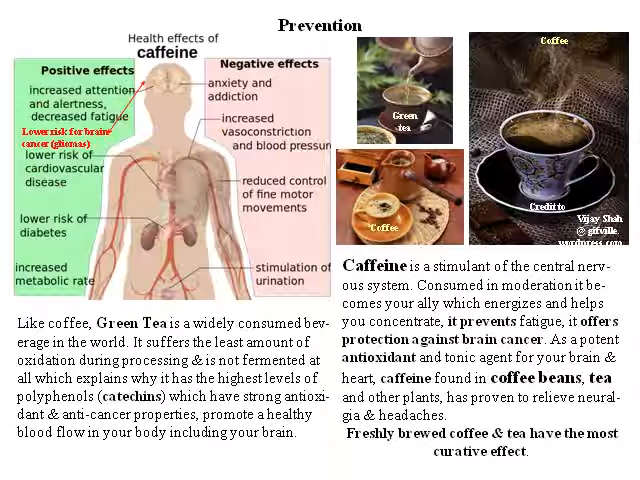 Prevention
Health effects of
caffeine
Positive effects
increased attention
and alertness,
decreased fatigue
Lower risk for brain
cancer (gliomas)
lower risk of
cardiovascular
disease
lower risk of
diabetes
increased
metabolic rate
Negative effects
anxiety and
addiction
increased
vasoconstriction
and blood pressure
reduced control
of fine motor
movements
stimulation of
urination
Green
tea
Coffee
Coffee
Credit to
Vijay Shah
@ gifville.
wordpress.com
Like coffee, Green Tea is a widely consumed bev-
erage in the world. It suffers the least amount of
oxidation during processing & is not fermented at
all which explains why it has the highest levels of
polyphenols (catechins) which have strong antioxi-
dant & anti-cancer properties, promote a healthy
blood flow in your body including your brain.
Caffeine is a stimulant of the central nerv-
ous system. Consumed in moderation it be-
comes your ally which energizes and helps
you concentrate, it prevents fatigue, it offers
protection against brain cancer. As a potent
antioxidant and tonic agent for your brain &
heart, caffeine found in coffee beans, tea
and other plants, has proven to relieve neural-
gia & headaches.
Freshly brewed coffee & tea have the most
curative effect.